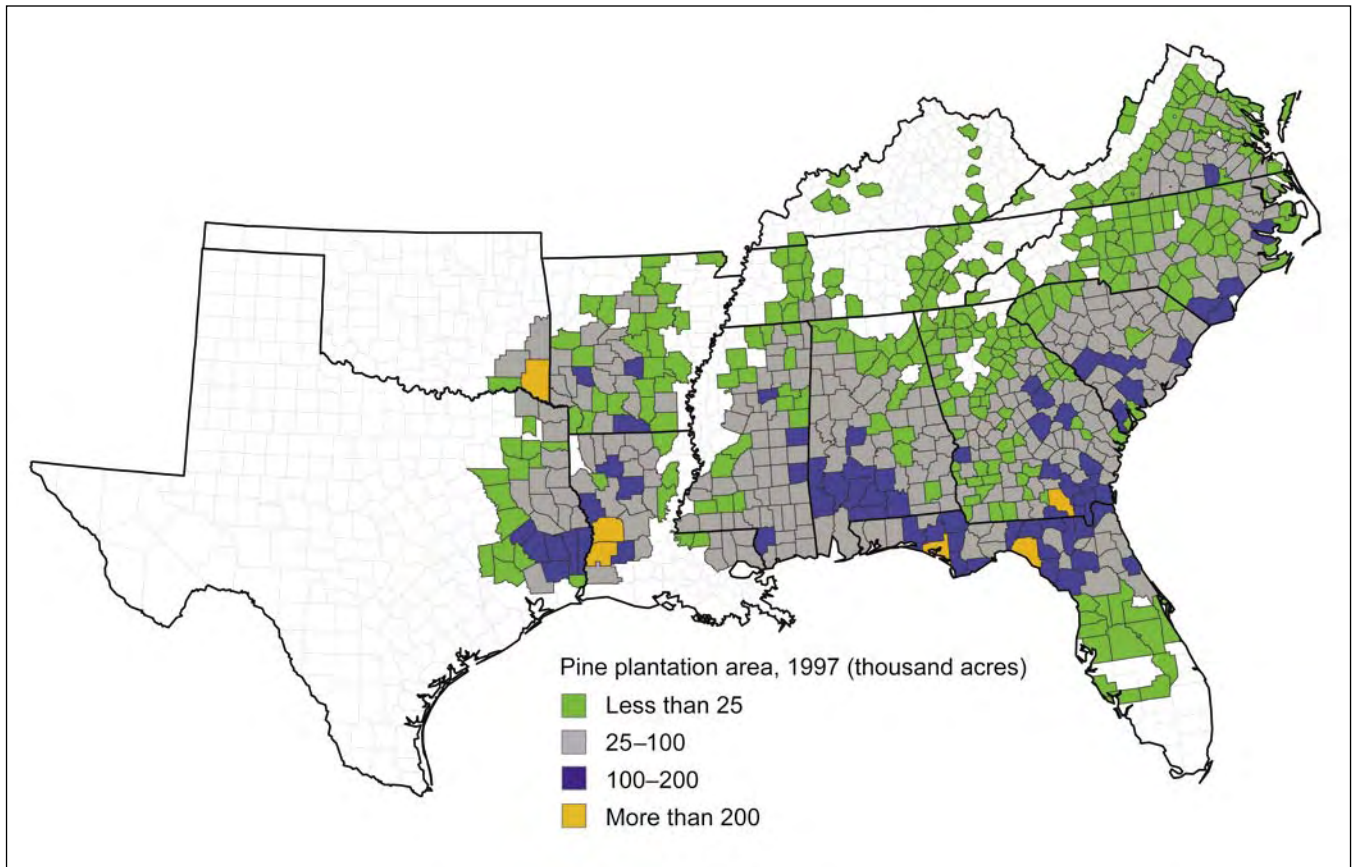 Pine plantation area, 1997 (thousand acres)
Less than 25
25–100
100–200
More than 200